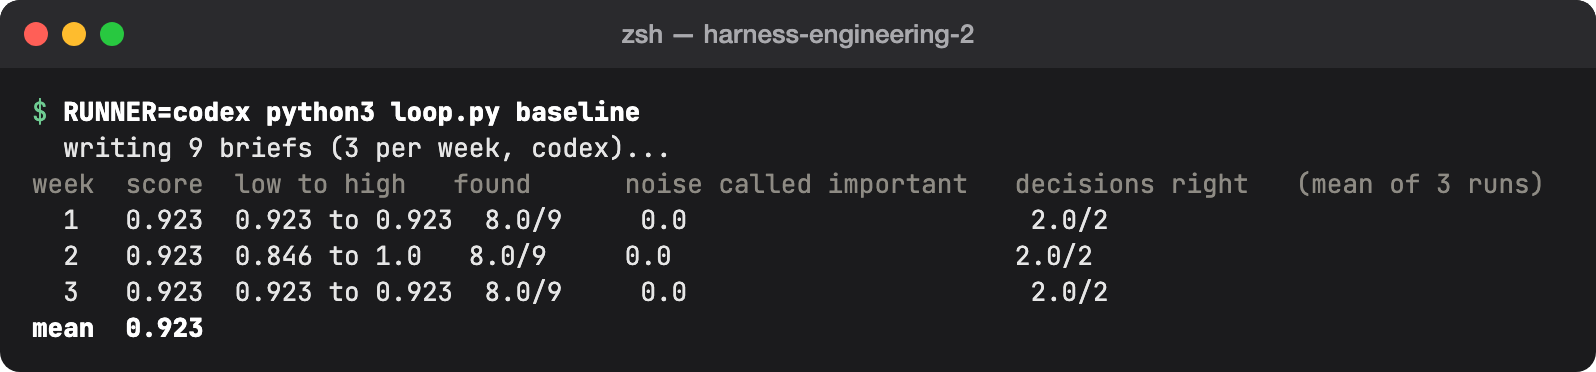 zsh — harness-engineering-2
$ RUNNER=codex python3 loop.py baseline
  writing 9 briefs (3 per week, codex)...
week  score  low to high   found      noise called important   decisions right   (mean of 3 runs)
  1   0.923  0.923 to 0.923  8.0/9     0.0                      2.0/2
  2   0.923  0.846 to 1.0   8.0/9     0.0                      2.0/2
  3   0.923  0.923 to 0.923  8.0/9     0.0                      2.0/2
mean  0.923